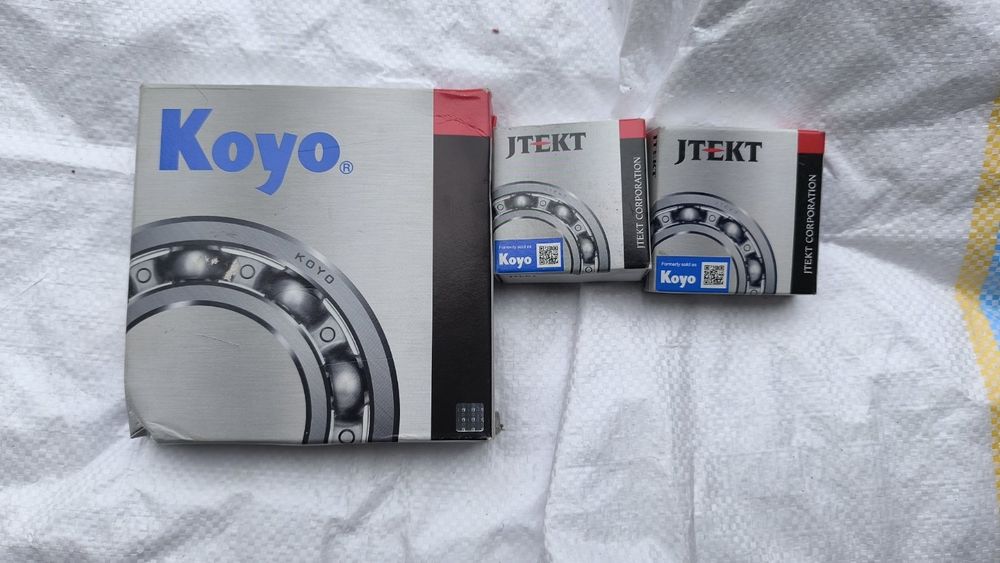 Koyo®
KOYO
JTEKT
JTEKT CORPORATION
Formerly sold as
Koyo
JTEKT
JTEKT CORPORATION
Formerly sold as
Koyo